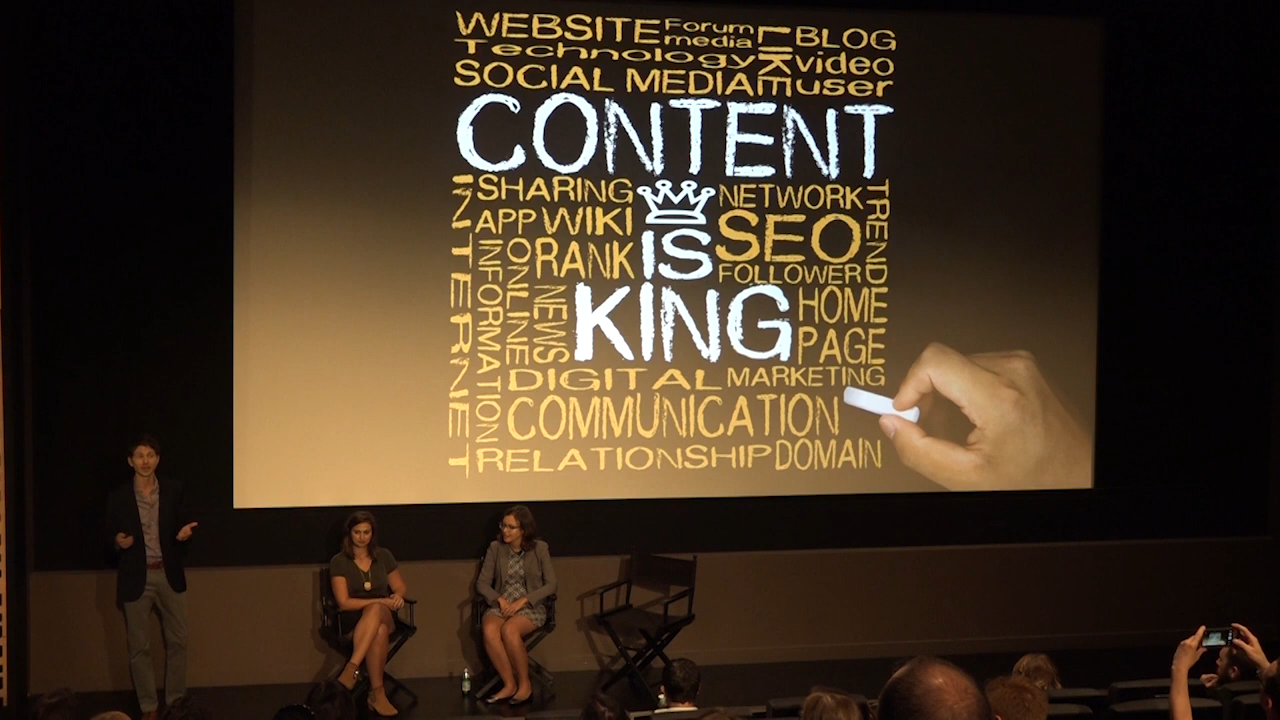 WEBSITE Forum media LIKE BLOG
Technology video
SOCIAL MEDIA user
CONTENT
INTERNET SHARING NETWORK TREND
APP WIKI SEO
INFORMATION ONLINE RANK IS FOLLOWER
NEWS KING HOME
PAGE
DIGITAL MARKETING
COMMUNICATION
RELATIONSHIP DOMAIN